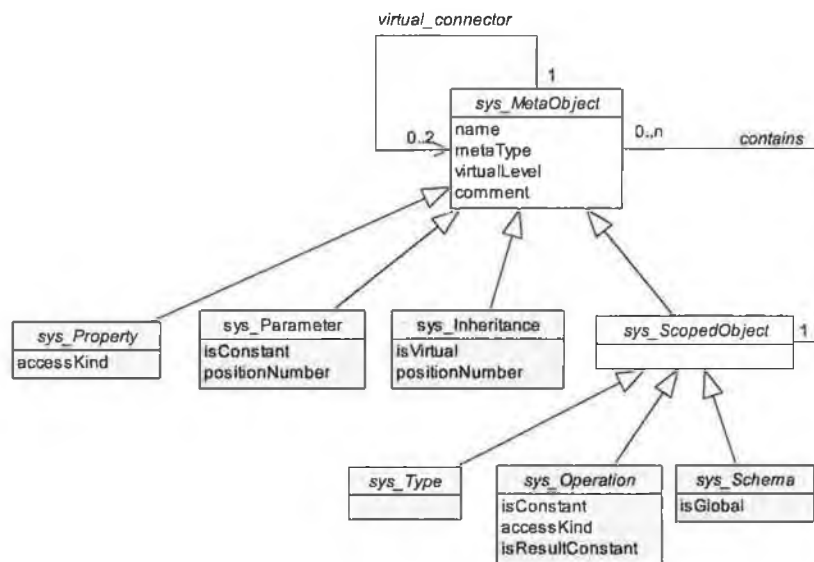 virtual_connector
1
sys_MetaObject
name
metaType
virtualLevel
comment
0..2
0..n
contains
sys_Property
accessKind
sys_Parameter
isConstant
positionNumber
sys_Inheritance
isVirtual
positionNumber
sys_ScopedObject
1
sys_Type
sys_Operation
isConstant
accessKind
isResultConstant
sys_Schema
isGlobal